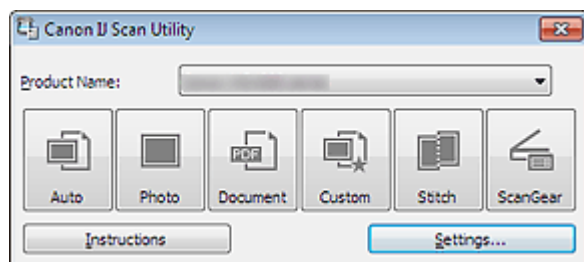 Canon IJ Scan Utility
Product Name:
PDF
Auto Photo Document Custom Stitch ScanGear
Instructions Settings...